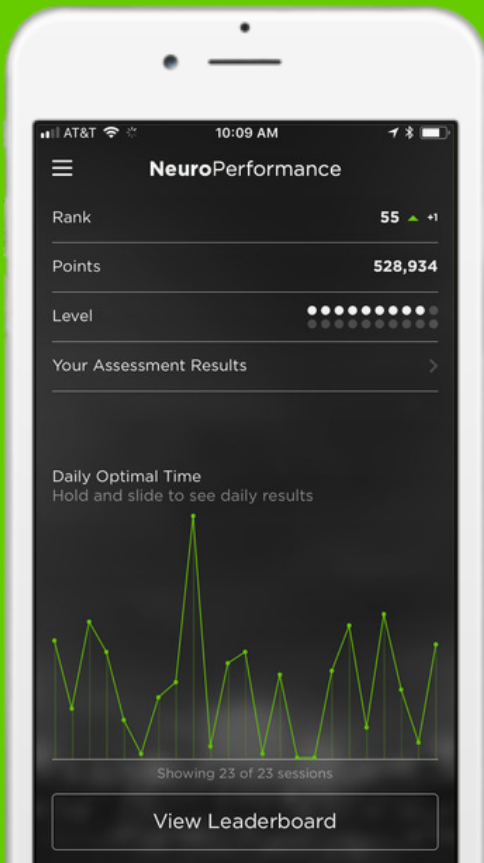 AT&T 10:09 AM
NeuroPerformance
Rank 55 +1
Points 528,934
Level
Your Assessment Results
Daily Optimal Time
Hold and slide to see daily results
Showing 23 of 23 sessions
View Leaderboard